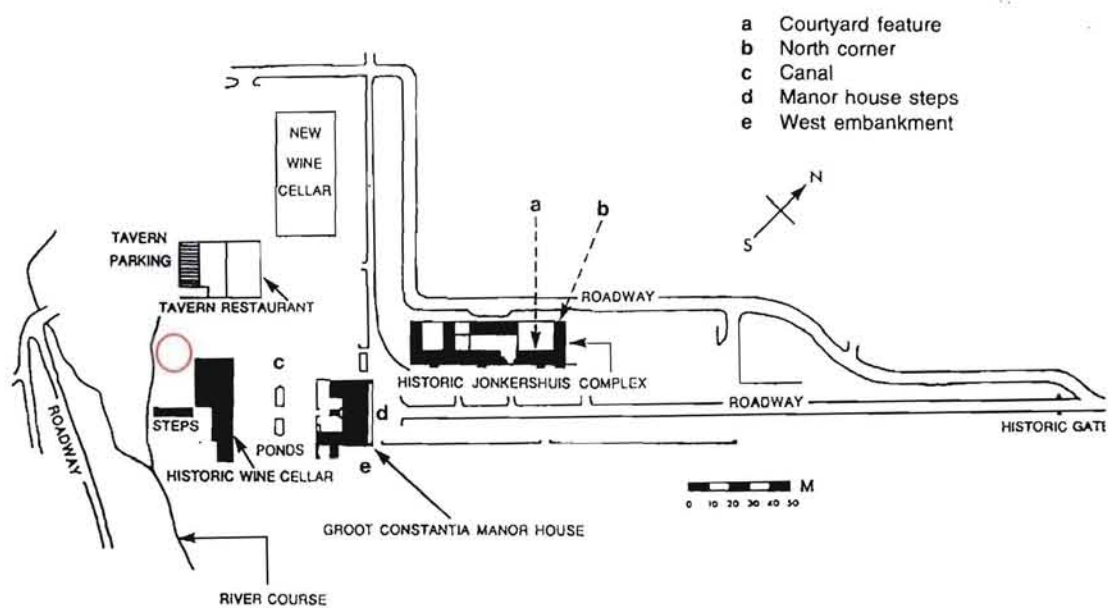 a Courtyard feature
b North corner
c Canal
d Manor house steps
e West embankment
NEW
WINE
CELLAR
N
S
a
b
TAVERN
PARKING
TAVERN RESTAURANT
ROADWAY
c
HISTORIC JONKERSHUIS COMPLEX
d
ROADWAY
STEPS
HISTORIC GATE
ROADWAY
PONDS
HISTORIC WINE CELLAR
e
M
0 10 20 30 40 50
GROOT CONSTANTIA MANOR HOUSE
RIVER COURSE